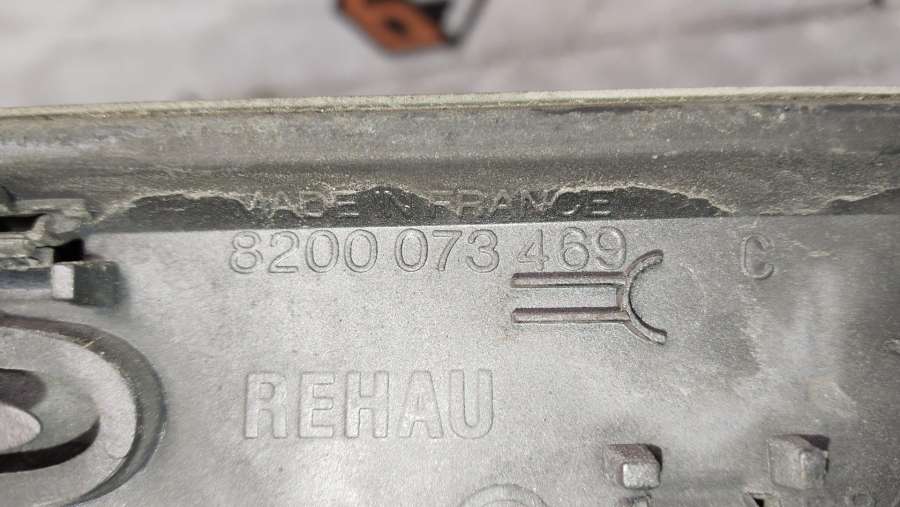 MADE IN FRANCE
8200 073 469
C
REHAU